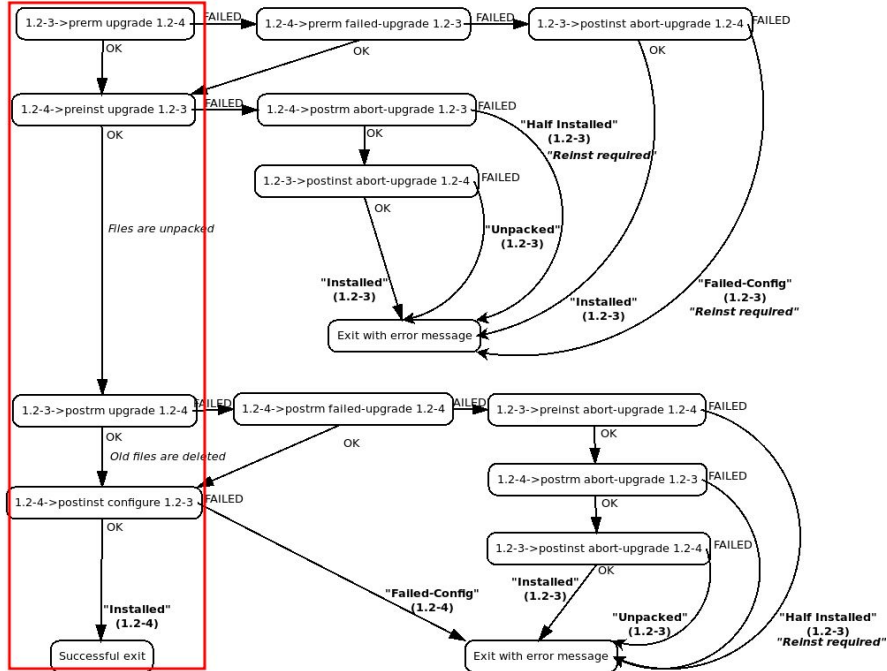 1.2-3->prerm upgrade 1.2-4
FAILED
1.2-4->prerm failed-upgrade 1.2-3
FAILED
1.2-3->postinst abort-upgrade 1.2-4
FAILED
OK
OK
OK
1.2-4->preinst upgrade 1.2-3
FAILED
1.2-4->postrm abort-upgrade 1.2-3
FAILED
OK
OK
"Half Installed"
(1.2-3)
"Reinst required"
1.2-3->postinst abort-upgrade 1.2-4
FAILED
OK
Files are unpacked
"Unpacked"
(1.2-3)
"Installed"
(1.2-3)
"Installed"
(1.2-3)
"Failed-Config"
(1.2-3)
"Reinst required"
Exit with error message
1.2-3->postrm upgrade 1.2-4
FAILED
1.2-4->postrm failed-upgrade 1.2-4
FAILED
1.2-3->preinst abort-upgrade 1.2-4
FAILED
OK
OK
OK
Old files are deleted
1.2-4->postrm abort-upgrade 1.2-3
FAILED
OK
1.2-4->postinst configure 1.2-3
FAILED
OK
1.2-3->postinst abort-upgrade 1.2-4
FAILED
OK
"Installed"
(1.2-4)
"Failed-Config"
(1.2-4)
"Installed"
(1.2-3)
"Unpacked"
(1.2-3)
"Half Installed"
(1.2-3)
"Reinst required"
Successful exit
Exit with error message